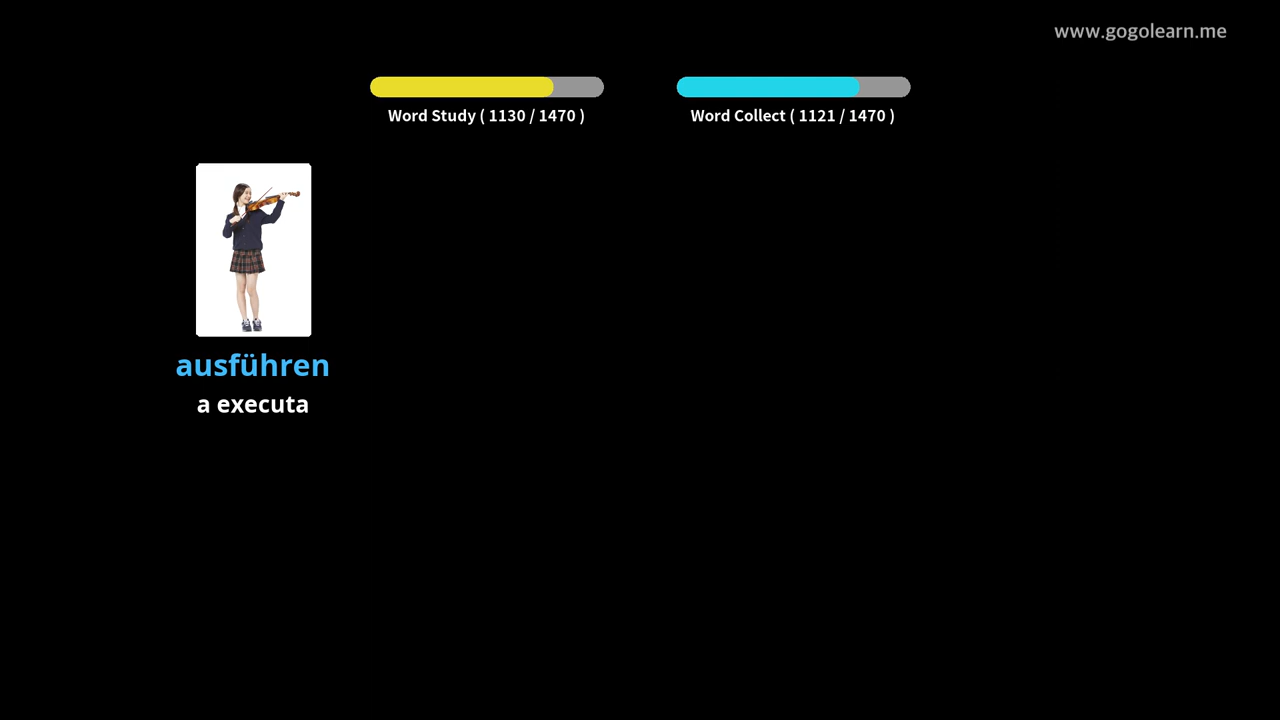 www.gogolearn.me
Word Study ( 1130 / 1470 )
Word Collect ( 1121 / 1470 )
ausführen
a executa